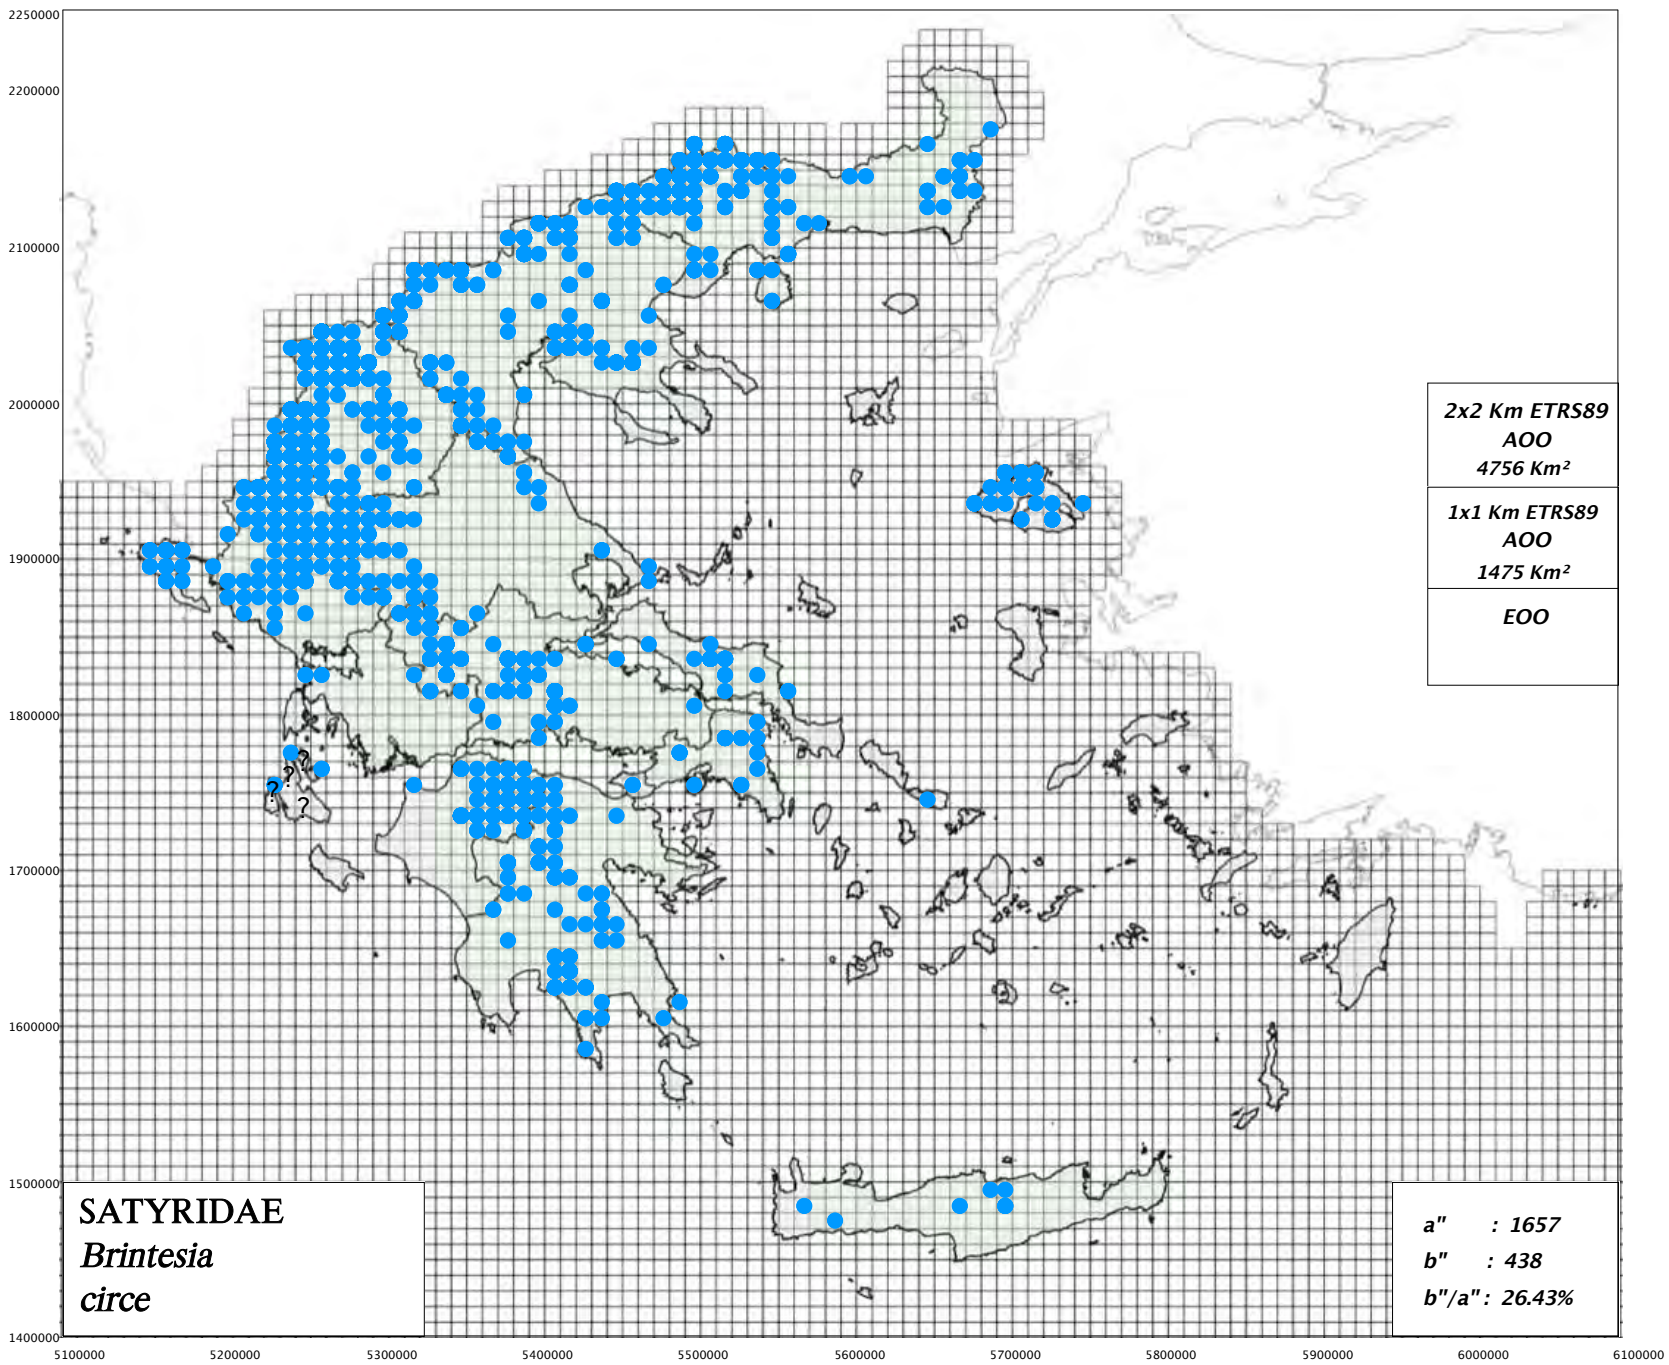 2250000
2200000
2100000
2000000
1900000
1800000
1700000
1600000
1500000
1400000
2x2 Km ETRS89
AOO
4756 Km²
1x1 Km ETRS89
AOO
1475 Km²
EOO
?
?
?
?
SATYRIDAE
Brintesia
circe
a" : 1657
b" : 438
b"/a" : 26.43%
5100000 5200000 5300000 5400000 5500000 5600000 5700000 5800000 5900000 6000000 6100000